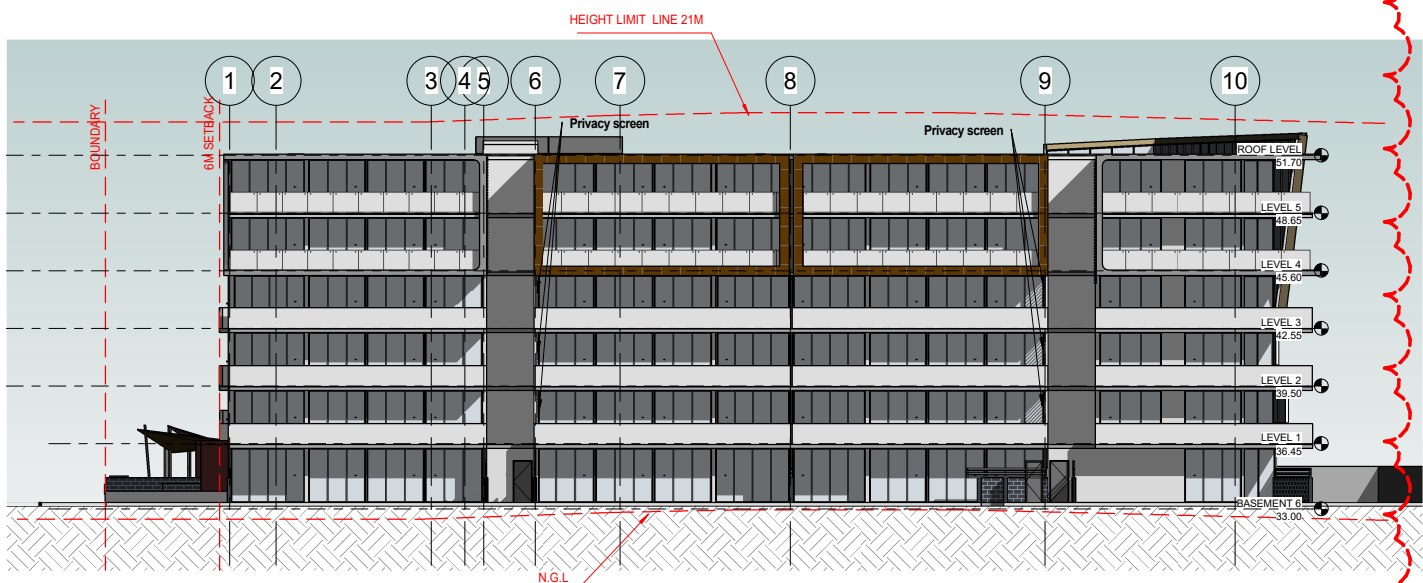 HEIGHT LIMIT LINE 21M
1
2
3
4
5
6
7
8
9
10
BOUNDARY
6M SETBACK
Privacy screen
Privacy screen
ROOF LEVEL
51.70
LEVEL 5
48.65
LEVEL 4
45.60
LEVEL 3
42.55
LEVEL 2
39.50
LEVEL 1
36.45
BASEMENT 6
33.00
N.G.L